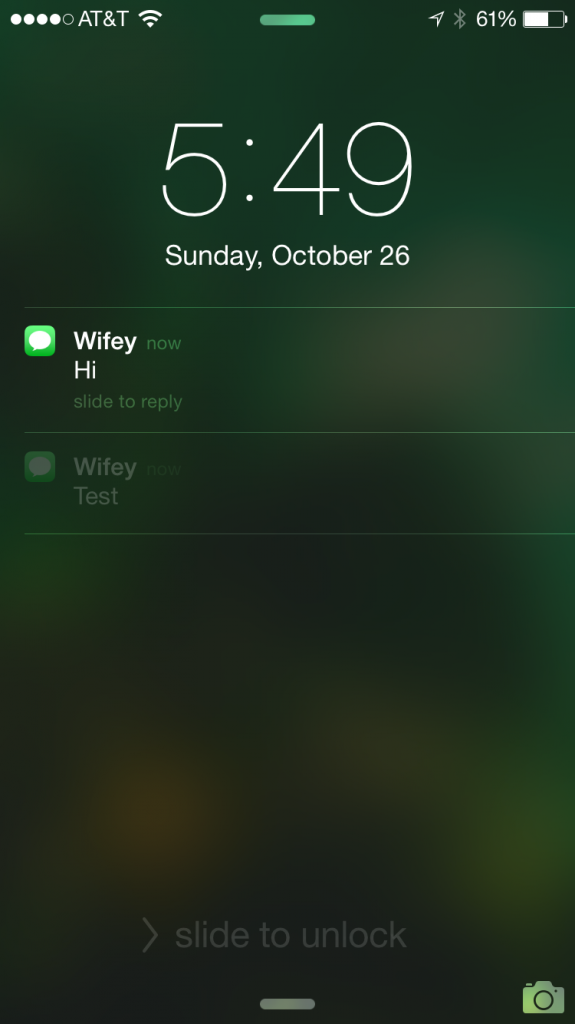 AT&T 61%
5:49
Sunday, October 26
Wifey now
Hi
slide to reply
Wifey now
Test
slide to unlock